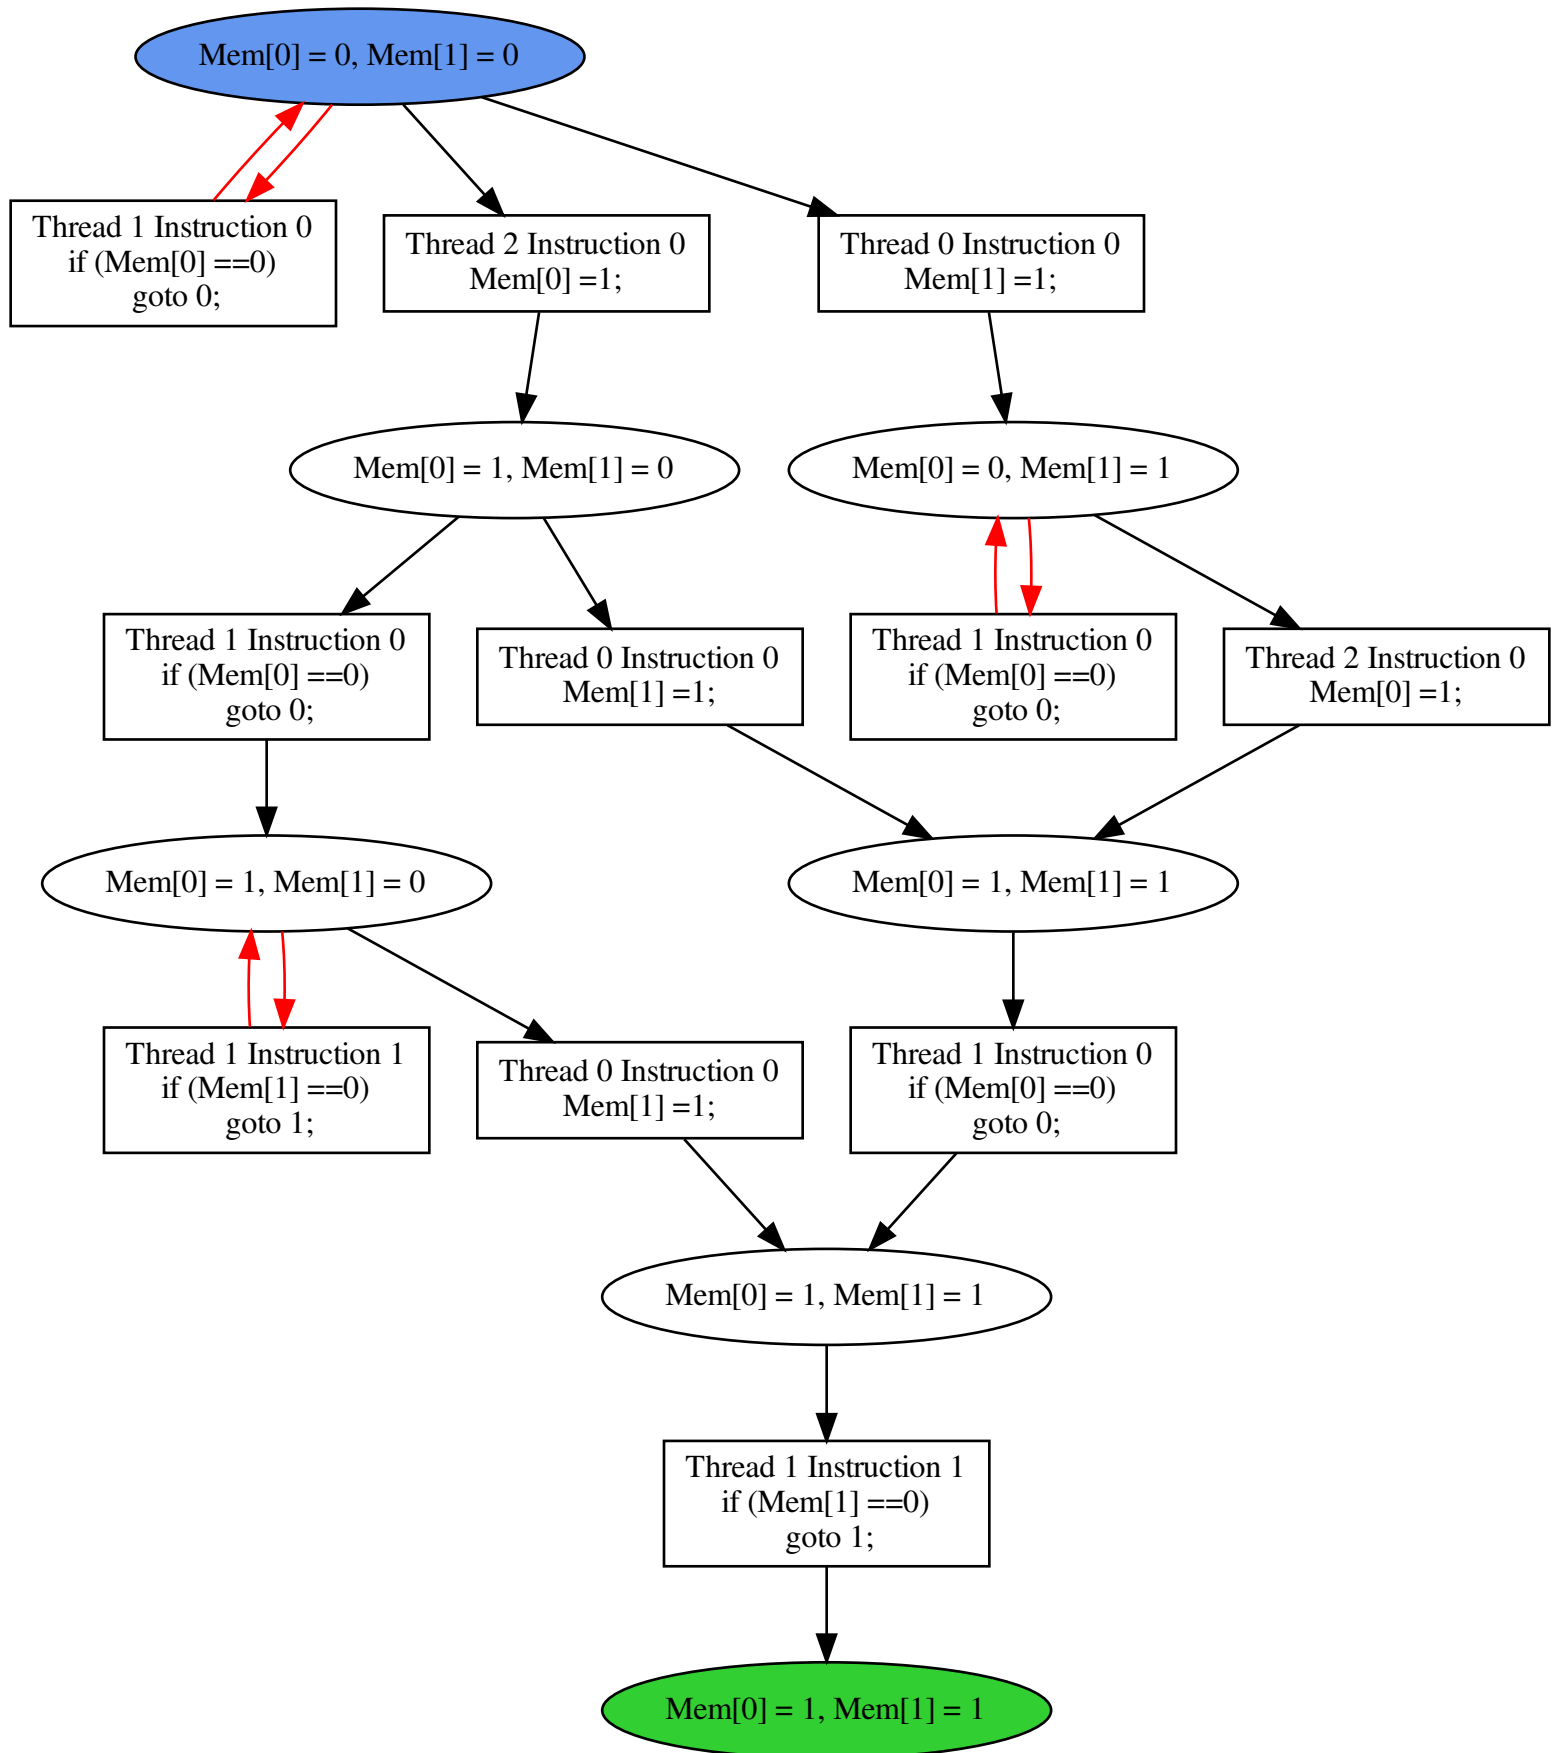 Mem[0] = 0, Mem[1] = 0
Thread 1 Instruction 0
if (Mem[0] ==0)
goto 0;
Thread 2 Instruction 0
Mem[0] =1;
Thread 0 Instruction 0
Mem[1] =1;
Mem[0] = 1, Mem[1] = 0
Mem[0] = 0, Mem[1] = 1
Thread 1 Instruction 0
if (Mem[0] ==0)
goto 0;
Thread 0 Instruction 0
Mem[1] =1;
Thread 1 Instruction 0
if (Mem[0] ==0)
goto 0;
Thread 2 Instruction 0
Mem[0] =1;
Mem[0] = 1, Mem[1] = 0
Mem[0] = 1, Mem[1] = 1
Thread 1 Instruction 1
if (Mem[1] ==0)
goto 1;
Thread 0 Instruction 0
Mem[1] =1;
Thread 1 Instruction 0
if (Mem[0] ==0)
goto 0;
Mem[0] = 1, Mem[1] = 1
Thread 1 Instruction 1
if (Mem[1] ==0)
goto 1;
Mem[0] = 1, Mem[1] = 1